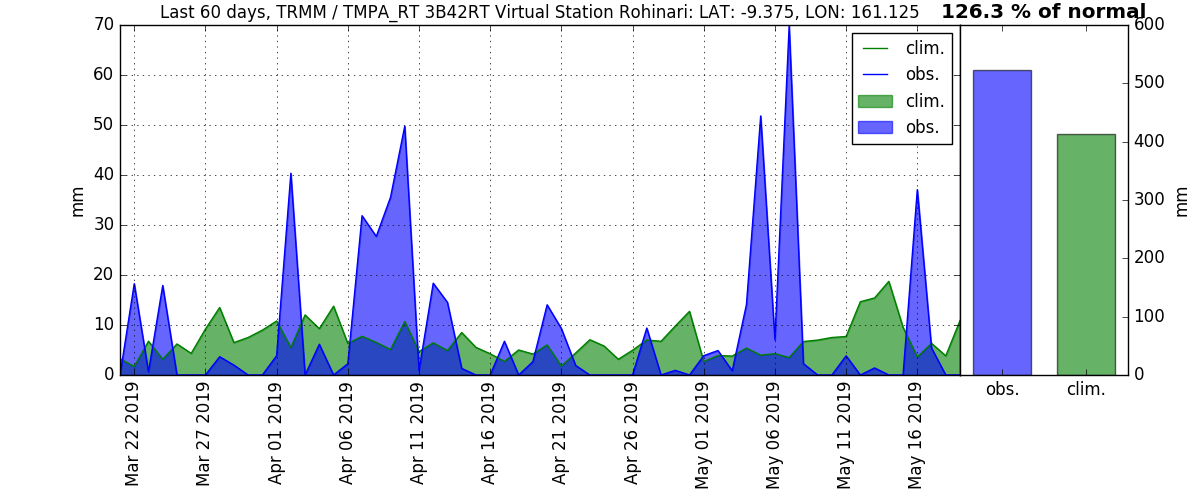 Last 60 days, TRMM / TMPA_RT 3B42RT Virtual Station Rohinari: LAT: -9.375, LON: 161.125
126.3 % of normal
70
60
50
40
30
20
10
0
mm
clim.
obs.
clim.
obs.
Mar 22 2019
Mar 27 2019
Apr 01 2019
Apr 06 2019
Apr 11 2019
Apr 16 2019
Apr 21 2019
Apr 26 2019
May 01 2019
May 06 2019
May 11 2019
May 16 2019
600
500
400
300
200
100
0
mm
obs.
clim.